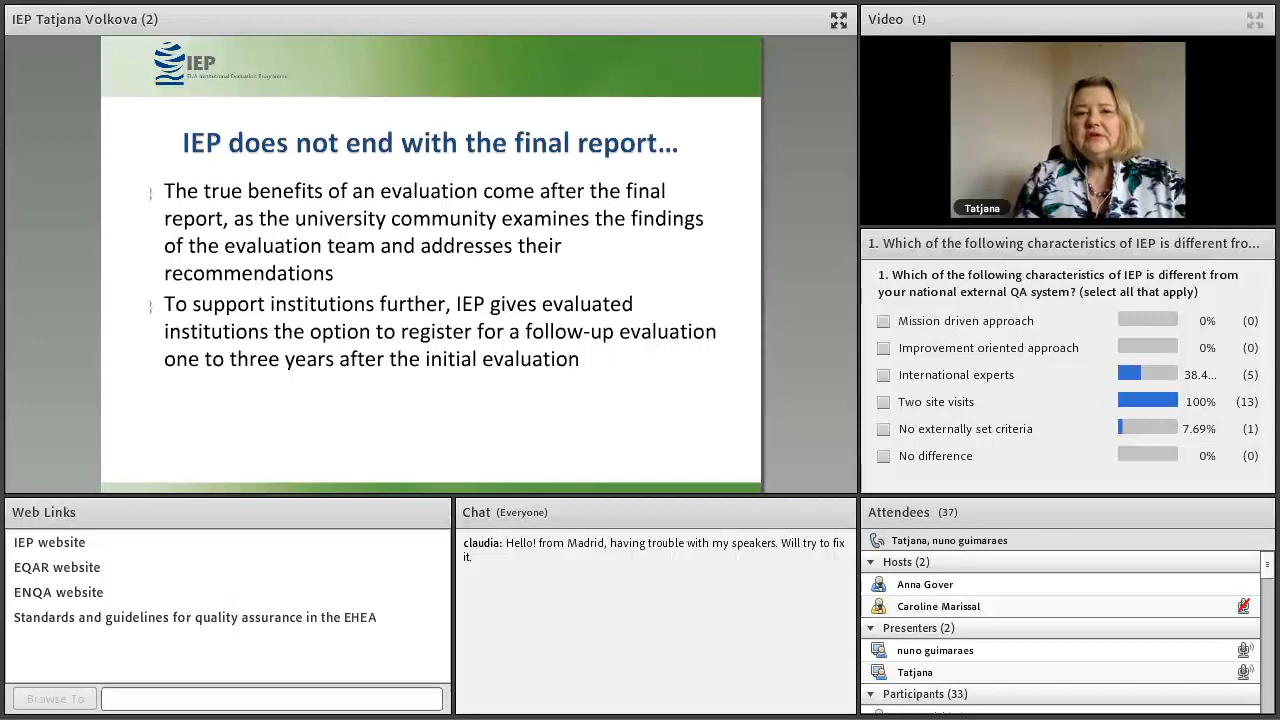 IEP Tatjana Volkova (2)
IEP
EUA Institutional Evaluation Programme
IEP does not end with the final report...
The true benefits of an evaluation come after the final
report, as the university community examines the findings
of the evaluation team and addresses their
recommendations
To support institutions further, IEP gives evaluated
institutions the option to register for a follow-up evaluation
one to three years after the initial evaluation
Video (1)
Tatjana
1. Which of the following characteristics of IEP is different fro...
1. Which of the following characteristics of IEP is different from
your national external QA system? (select all that apply)
Mission driven approach 0% (0)
Improvement oriented approach 0% (0)
International experts 38.4... (5)
Two site visits 100% (13)
No externally set criteria 7.69% (1)
No difference 0% (0)
Web Links
IEP website
EQAR website
ENQA website
Standards and guidelines for quality assurance in the EHEA
Browse To
Chat (Everyone)
claudia: Hello! from Madrid, having trouble with my speakers. Will try to fix
it.
Attendees (37)
Tatjana, nuno guimaraes
Hosts (2)
Anna Gover
Caroline Marissal
Presenters (2)
nuno guimaraes
Tatjana
Participants (33)